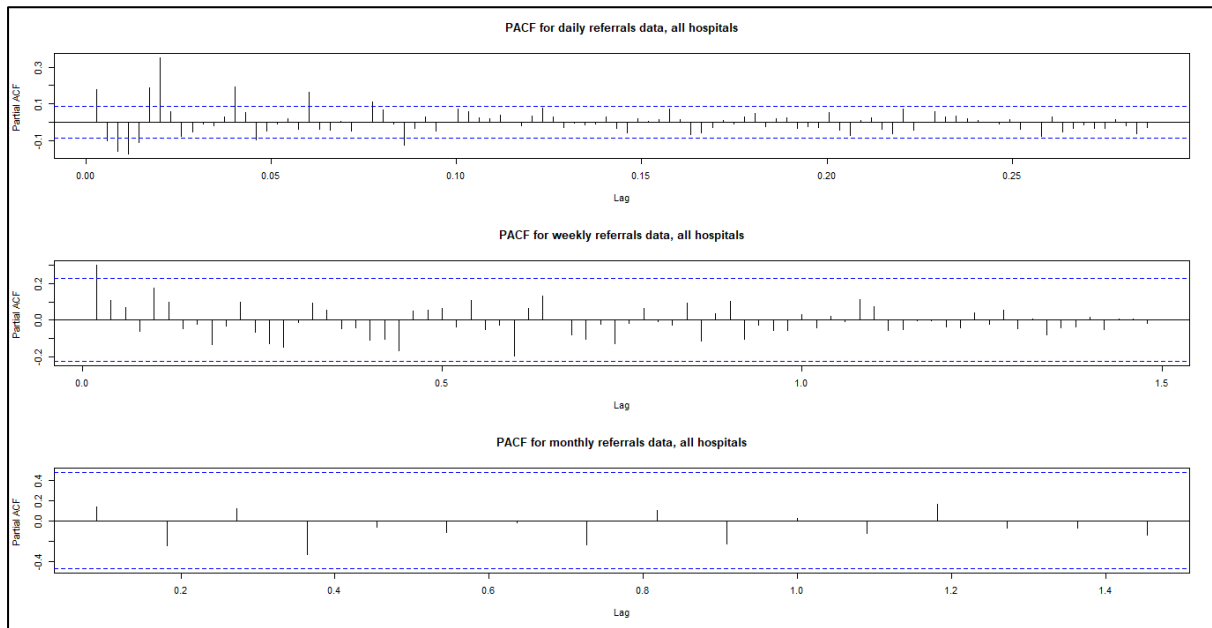 PACF for daily referrals data, all hospitals
Partial ACF
0.3
0.1
-0.1
0.00 0.05 0.10 0.15 0.20 0.25
Lag
PACF for weekly referrals data, all hospitals
Partial ACF
0.2
0.0
-0.2
0.0 0.5 1.0 1.5
Lag
PACF for monthly referrals data, all hospitals
Partial ACF
0.4
0.2
0.0
-0.4
0.2 0.4 0.6 0.8 1.0 1.2 1.4
Lag